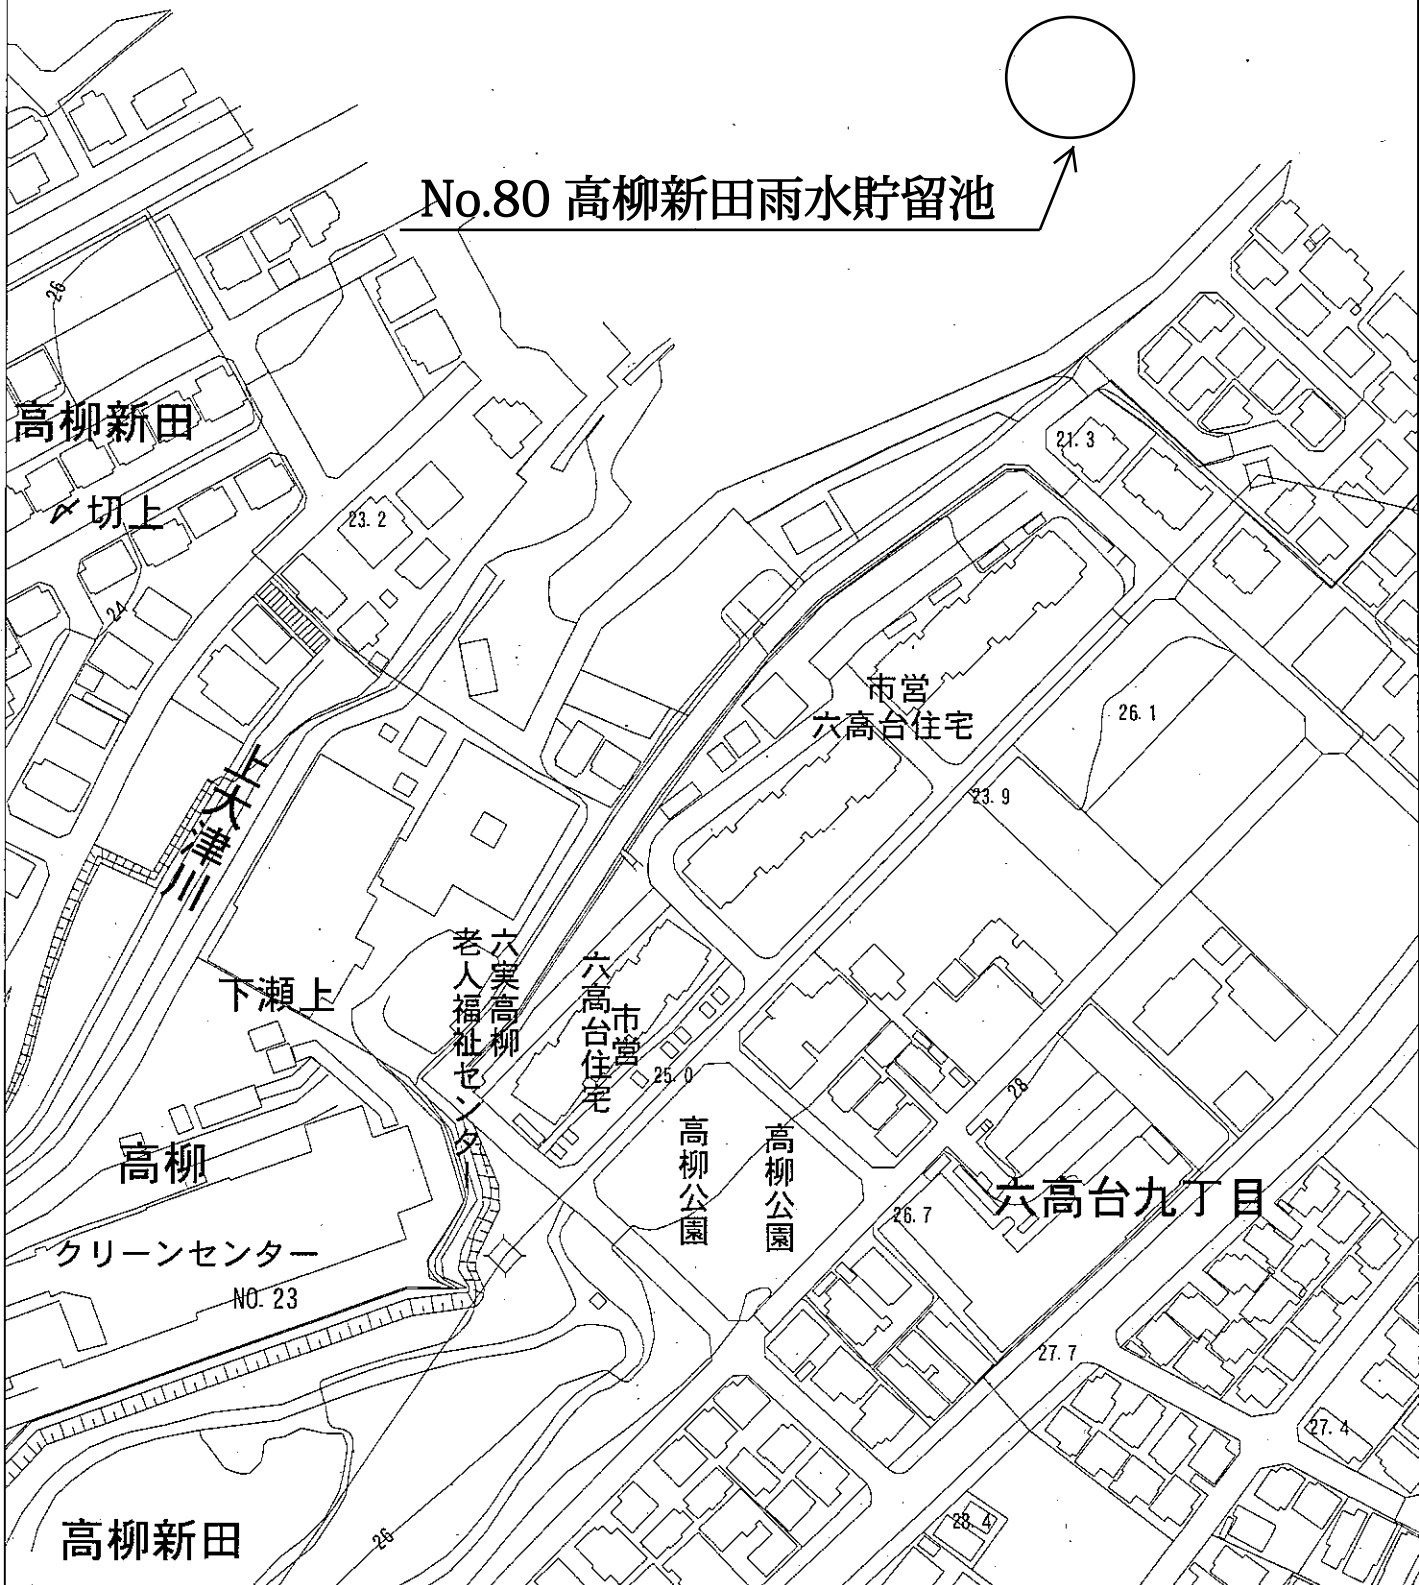 No.80 高柳新田雨水貯留池
26
高柳新田
21.3
〆切上
23.2
24
市営
六高台住宅
26.1
上大津川
23.9
六実高柳
老人福祉センター
市営
六高台住宅
下瀬上
25.0
28
高柳公園
高柳公園
高柳
六高台九丁目
26.7
クリーンセンター
NO.23
27.7
27.4
28.4
高柳新田
26